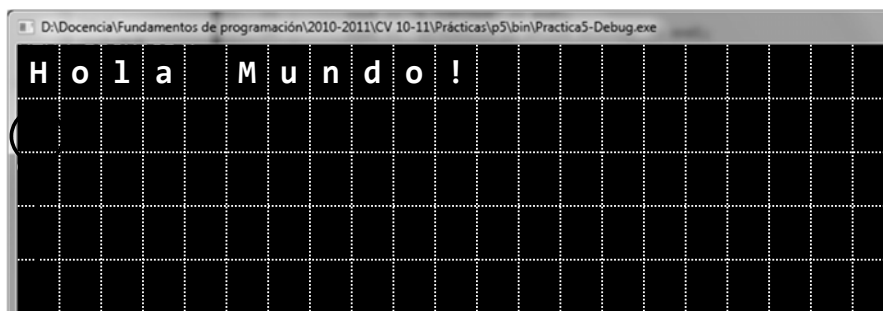 D:\Docencia\Fundamentos de programación\2010-2011\CV 10-11\Prácticas\p5\bin\Practica5-Debug.exe
Hola Mundo!